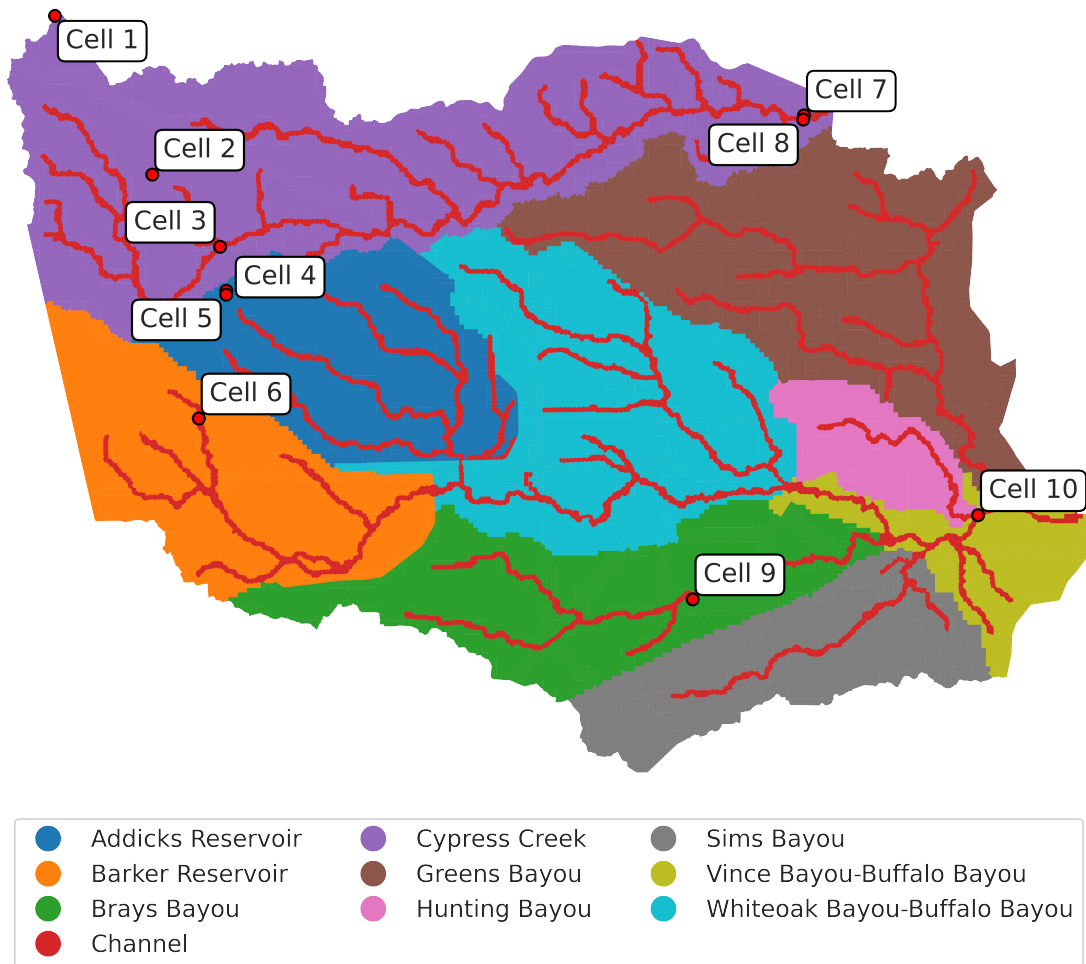 Cell 1
Cell 7
Cell 8
Cell 2
Cell 3
Cell 4
Cell 5
Cell 6
Cell 10
Cell 9
Addicks Reservoir
Cypress Creek
Sims Bayou
Barker Reservoir
Greens Bayou
Vince Bayou-Buffalo Bayou
Brays Bayou
Hunting Bayou
Whiteoak Bayou-Buffalo Bayou
Channel